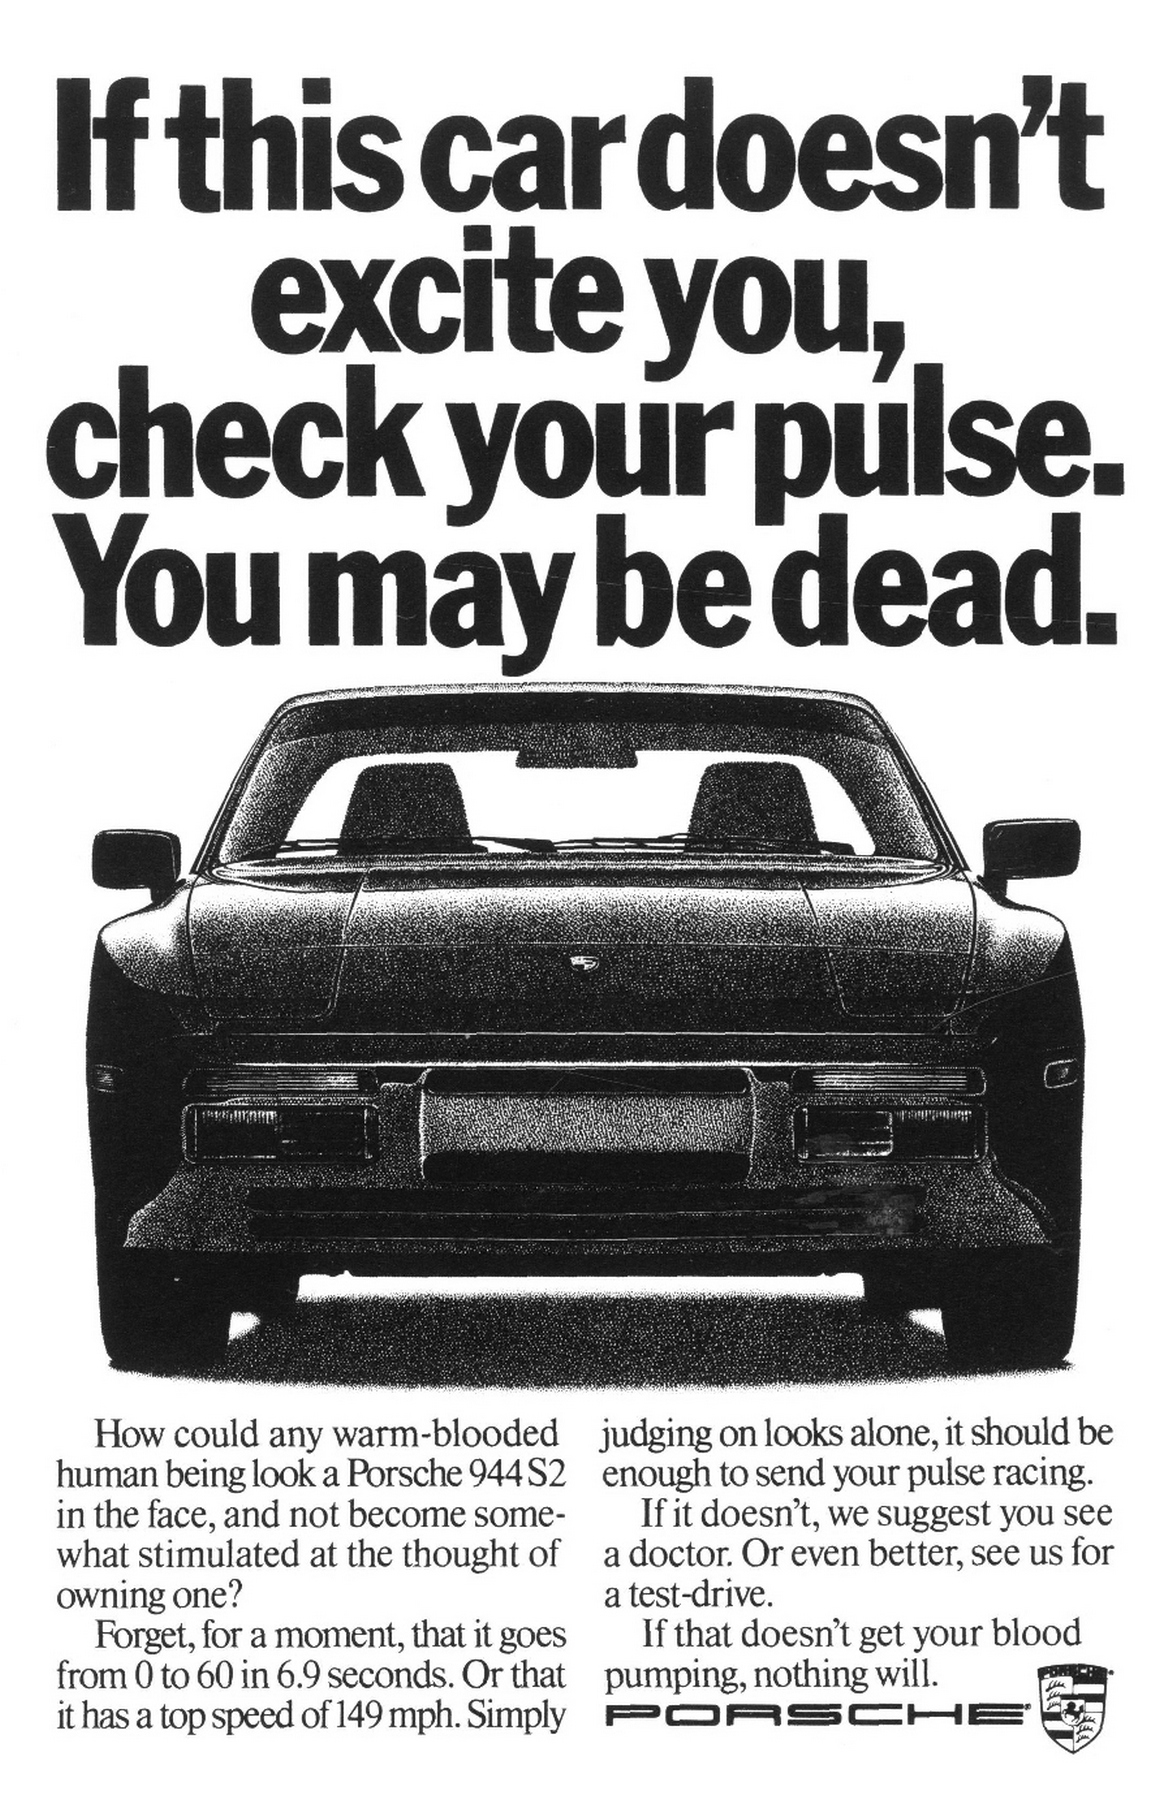 If this car doesn't
excite you,
check your pulse.
You may be dead.
How could any warm-blooded
human being look a Porsche 944 S2
in the face, and not become some-
what stimulated at the thought of
owning one?
Forget, for a moment, that it goes
from 0 to 60 in 6.9 seconds. Or that
it has a top speed of 149 mph. Simply
judging on looks alone, it should be
enough to send your pulse racing.
If it doesn't, we suggest you see
a doctor. Or even better, see us for
a test-drive.
If that doesn't get your blood
pumping, nothing will.
PORSCHE®